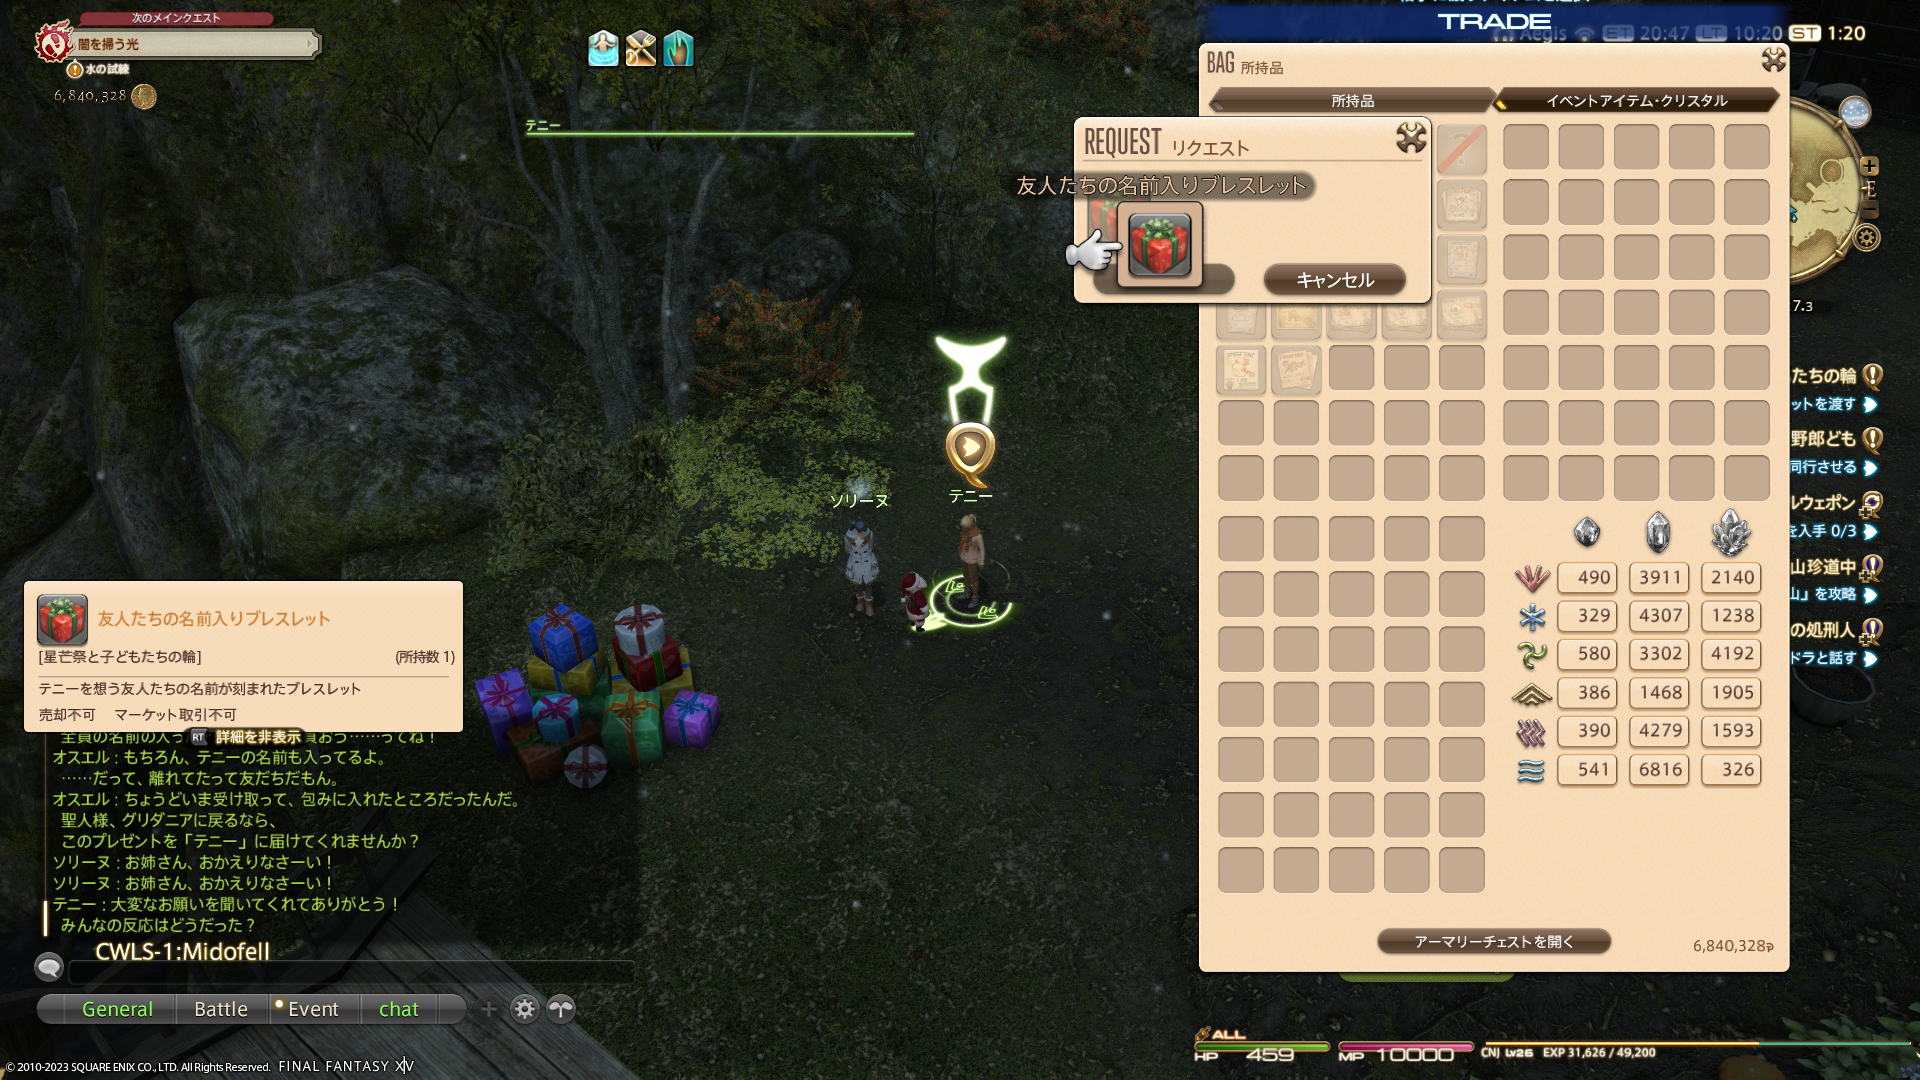 次のメインクエスト
闇を掃う光
水の試練
6,840,328
テニー
TRADE
Aegis ET 20:47 LT 10:20 ST 1:20
BAG 所持品
所持品
イベントアイテム・クリスタル
REQUEST リクエスト
友人たちの名前入りブレスレット
キャンセル
E
7.3
たちの輪
ットを渡す
野郎ども
同行させる
ルウェポン
を入手 0/3
山珍道中
山」を攻略
の処刑人
ドラと話す
ソリーヌ
テニー
490 3911 2140
329 4307 1238
580 3302 4192
386 1468 1905
390 4279 1593
541 6816 326
アーマリーチェストを開く
6,840,328
友人たちの名前入りブレスレット
[星芒祭と子どもたちの輪]
(所持数 1)
テニーを想う友人たちの名前が刻まれたブレスレット
売却不可 マーケット取引不可
RT 詳細を非表示
全員の名前の入っ
貰おう……ってね!
オスエル : もちろん、テニーの名前も入ってるよ。
……だって、離れてたって友だちだもん。
オスエル : ちょうどいま受け取って、包みに入れたところだったんだ。
聖人様、グリダニアに戻るなら、
このプレゼントを「テニー」に届けてくれませんか?
ソリーヌ : お姉さん、おかえりなさーい!
ソリーヌ : お姉さん、おかえりなさーい!
テニー : 大変なお願いを聞いてくれてありがとう!
みんなの反応はどうだった?
CWLS-1:Midofell
General Battle Event chat
ALL
HP 459 MP 10000 CNJ Lv26 EXP 31,626 / 49,200
© 2010-2023 SQUARE ENIX CO., LTD. All Rights Reserved. FINAL FANTASY XIV